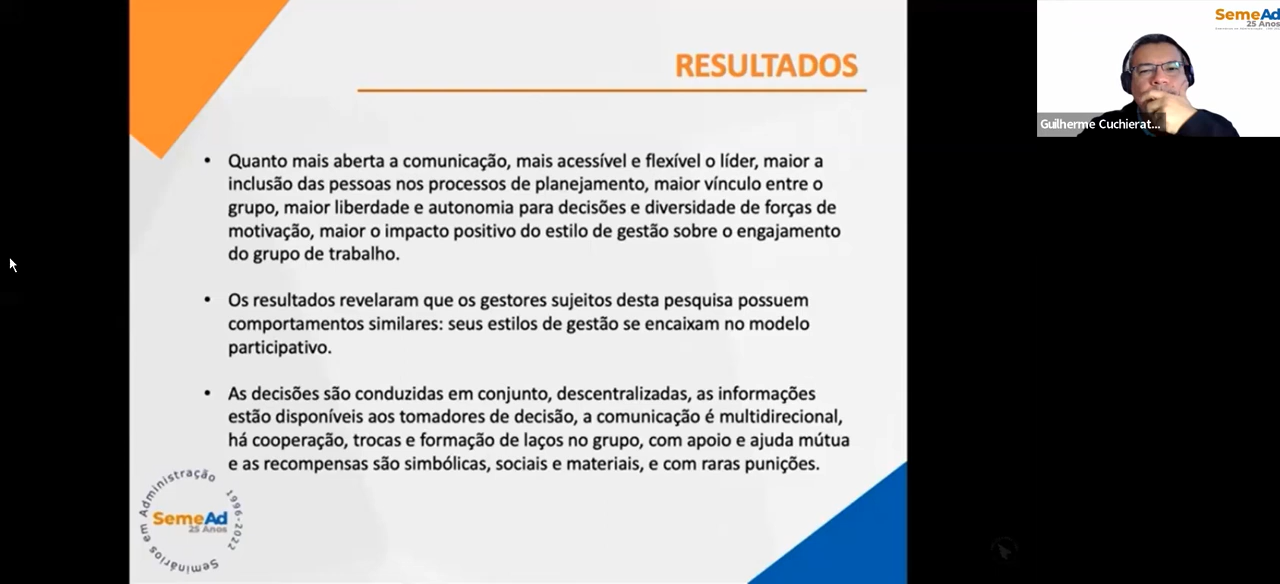 RESULTADOS
• Quanto mais aberta a comunicação, mais acessível e flexível o líder, maior a
inclusão das pessoas nos processos de planejamento, maior vínculo entre o
grupo, maior liberdade e autonomia para decisões e diversidade de forças de
motivação, maior o impacto positivo do estilo de gestão sobre o engajamento
do grupo de trabalho.
• Os resultados revelaram que os gestores sujeitos desta pesquisa possuem
comportamentos similares: seus estilos de gestão se encaixam no modelo
participativo.
• As decisões são conduzidas em conjunto, descentralizadas, as informações
estão disponíveis aos tomadores de decisão, a comunicação é multidirecional,
há cooperação, trocas e formação de laços no grupo, com apoio e ajuda mútua
e as recompensas são simbólicas, sociais e materiais, e com raras punições.
Seminários em Administração
1996-2022
SemeAd
25 Anos
SemeAd
25 Anos
Guilherme Cuchierat...